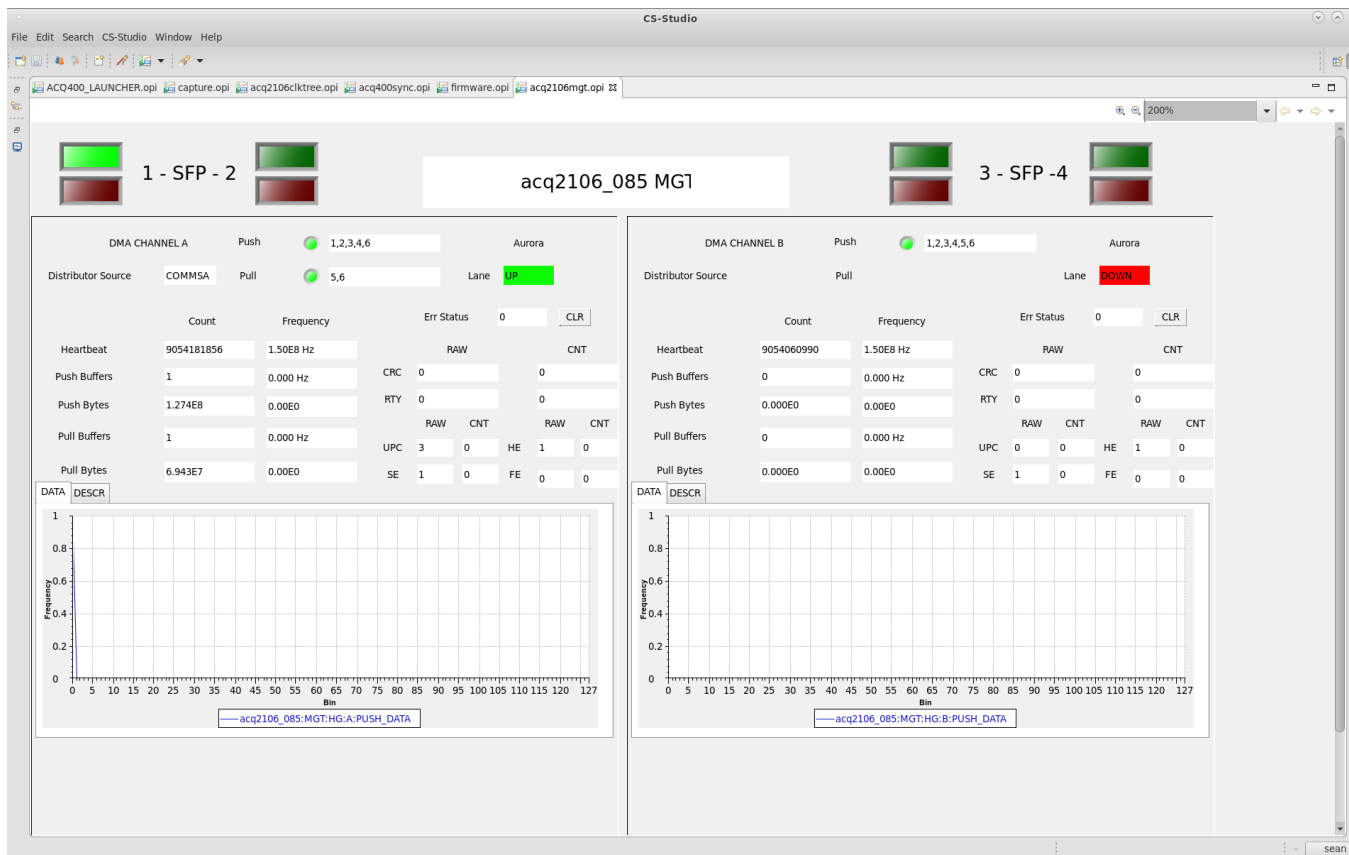 CS-Studio
File Edit Search CS-Studio Window Help
ACQ400_LAUNCHER.opi capture.opi acq2106clktree.opi acq400sync.opi firmware.opi acq2106mgt.opi
200%
1 - SFP - 2
acq2106_085 MGT
3 - SFP -4
DMA CHANNEL A Push 1,2,3,4,6 Aurora
Distributor Source COMMSA Pull 5,6 Lane UP
Count Frequency Err Status 0 CLR
Heartbeat 9054181856 1.50E8 Hz RAW CNT
Push Buffers 1 0.000 Hz CRC 0 0
Push Bytes 1.274E8 0.00E0 RTY 0 0
RAW CNT RAW CNT
Pull Buffers 1 0.000 Hz UPC 3 0 HE 1 0
Pull Bytes 6.943E7 0.00E0 SE 1 0 FE 0 0
DATA DESCR
1
0.8
0.6
0.4
0.2
0
Frequency
0 5 10 15 20 25 30 35 40 45 50 55 60 65 70 75 80 85 90 95 100 105 110 115 120 127
Bin
acq2106_085:MGT:HG:A:PUSH_DATA
DMA CHANNEL B Push 1,2,3,4,5,6 Aurora
Distributor Source Pull Lane DOWN
Count Frequency Err Status 0 CLR
Heartbeat 9054060990 1.50E8 Hz RAW CNT
Push Buffers 0 0.000 Hz CRC 0 0
Push Bytes 0.000E0 0.00E0 RTY 0 0
RAW CNT RAW CNT
Pull Buffers 0 0.000 Hz UPC 0 0 HE 1 0
Pull Bytes 0.000E0 0.00E0 SE 1 0 FE 0 0
DATA DESCR
1
0.8
0.6
0.4
0.2
0
Frequency
0 5 10 15 20 25 30 35 40 45 50 55 60 65 70 75 80 85 90 95 100 105 110 115 120 127
Bin
acq2106_085:MGT:HG:B:PUSH_DATA
sean